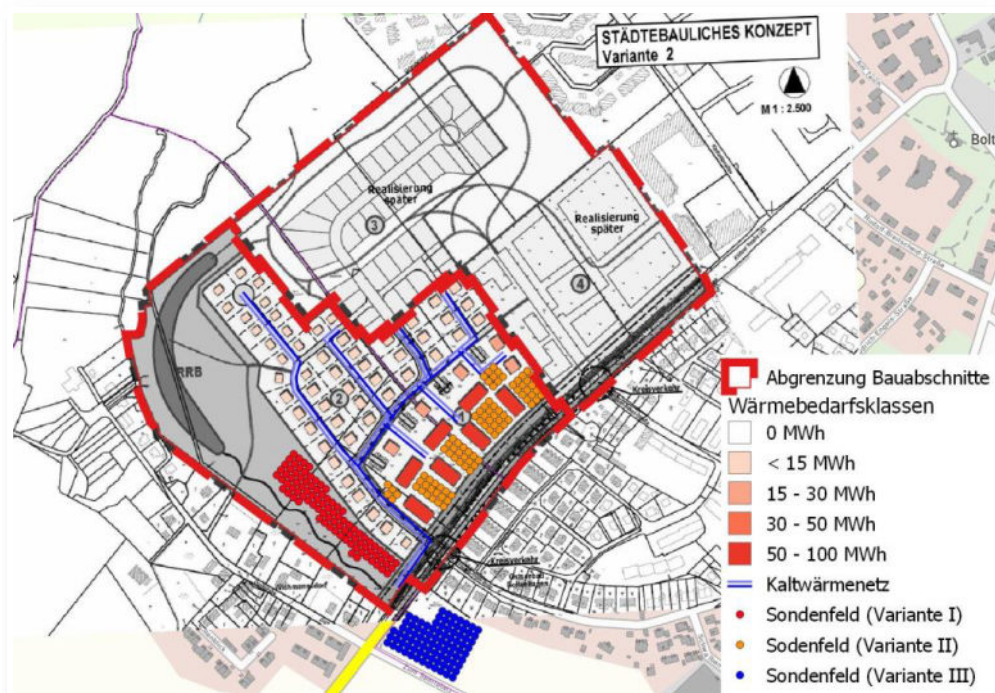 STÄDTEBAULICHES KONZEPT
Variante 2
M 1 : 2.500
Bolt
Realisierung
später
3
Realisierung
später
4
RRB
2
1
Kreisverkehr
Kreisverkehr
Abgrenzung Bauabschnitte
Wärmebedarfsklassen
0 MWh
< 15 MWh
15 - 30 MWh
30 - 50 MWh
50 - 100 MWh
Kaltwärmenetz
Sondenfeld (Variante I)
Sodenfeld (Variante II)
Sondenfeld (Variante III)